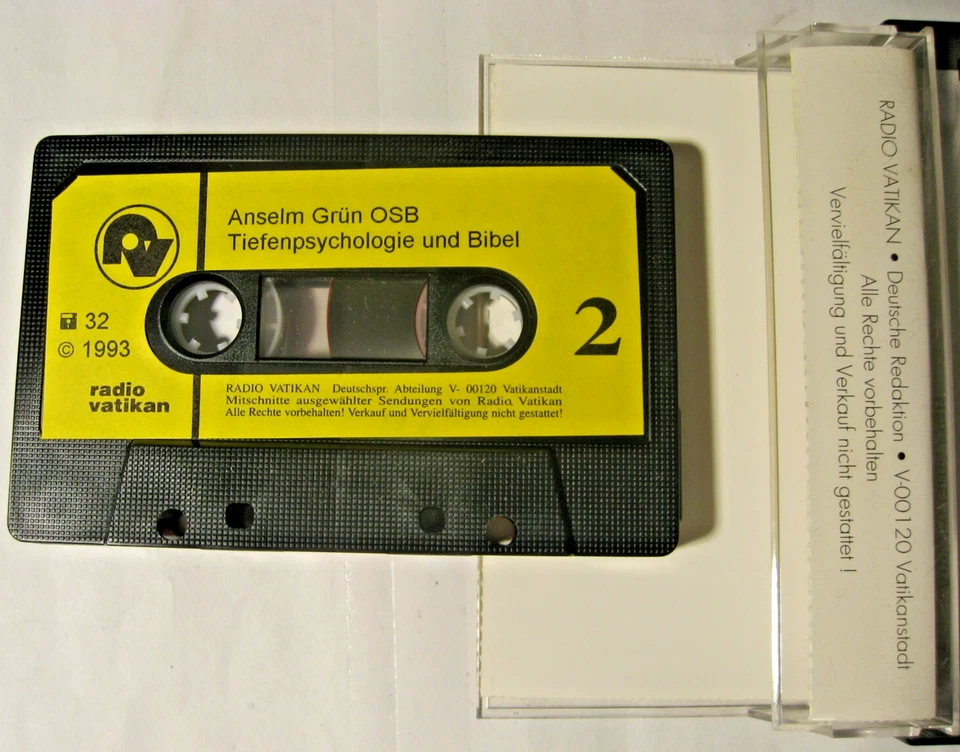 Anselm Grün OSB
Tiefenpsychologie und Bibel
RV
32
© 1993
2
radio
vatikan
RADIO VATIKAN Deutschspr. Abteilung V- 00120 Vatikanstadt
Mitschnitte ausgewählter Sendungen von Radio Vatikan
Alle Rechte vorbehalten! Verkauf und Vervielfältigung nicht gestattet!
RADIO VATIKAN • Deutsche Redaktion • V-00120 Vatikanstadt
Alle Rechte vorbehalten
Vervielfältigung und Verkauf nicht gestattet !